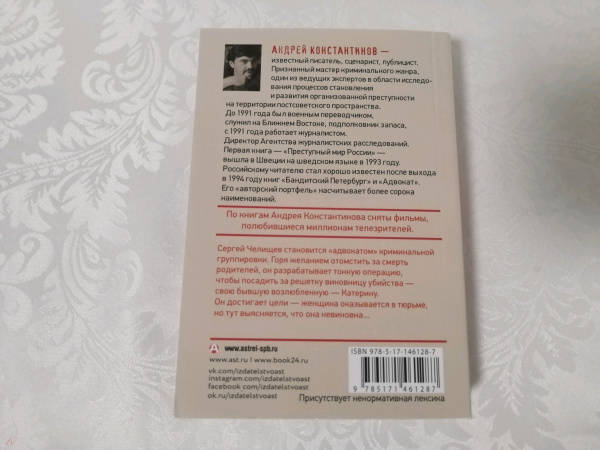 АНДРЕЙ КОНСТАНТИНОВ —
известный писатель, сценарист, публицист.
Признанный мастер криминального жанра,
один из ведущих экспертов в области исследо-
вания процессов становления
и развития организованной преступности
на территории постсоветского пространства.
До 1991 года был военным переводчиком,
служил на Ближнем Востоке, подполковник запаса,
с 1991 года работает журналистом.
Директор Агентства журналистских расследований.
Первая книга — «Преступный мир России» —
вышла в Швеции на шведском языке в 1993 году.
Российскому читателю стал хорошо известен после выхода
в 1994 году книг «Бандитский Петербург» и «Адвокат».
Его «авторский портфель» насчитывает более сорока
наименований.
По книгам Андрея Константинова сняты фильмы,
полюбившиеся миллионам телезрителей.
Сергей Челищев становится «адвокатом» криминальной
группировки. Горя желанием отомстить за смерть
родителей, он разрабатывает тонкую операцию,
чтобы посадить за решетку виновницу убийства —
свою бывшую возлюбленную — Катерину.
Он достигает цели — женщина оказывается в тюрьме,
но тут выясняется, что она невиновна...
www.astrel-spb.ru
www.ast.ru | www.book24.ru
vk.com/izdatelstvoast
instagram.com/izdatelstvoast
facebook.com/izdatelstvoast
ok.ru/izdatelstvoast
ISBN 978-5-17-146128-7
9 785171 461287
Присутствует ненормативная лексика